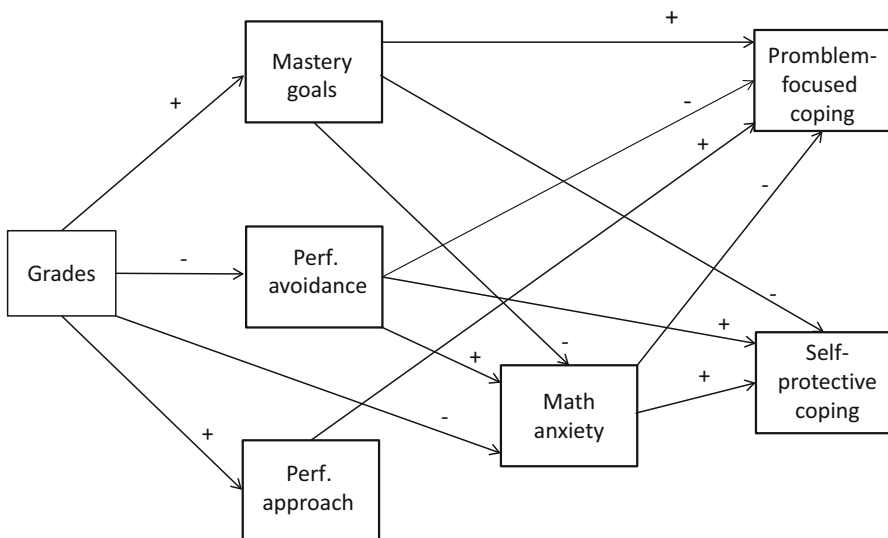 Mastery
goals
+
Promblem-
focused
coping
+
-
+
-
Grades
-
Perf.
avoidance
-
+
-
+
Self-
protective
coping
+
-
+
Math
anxiety
Perf.
approach